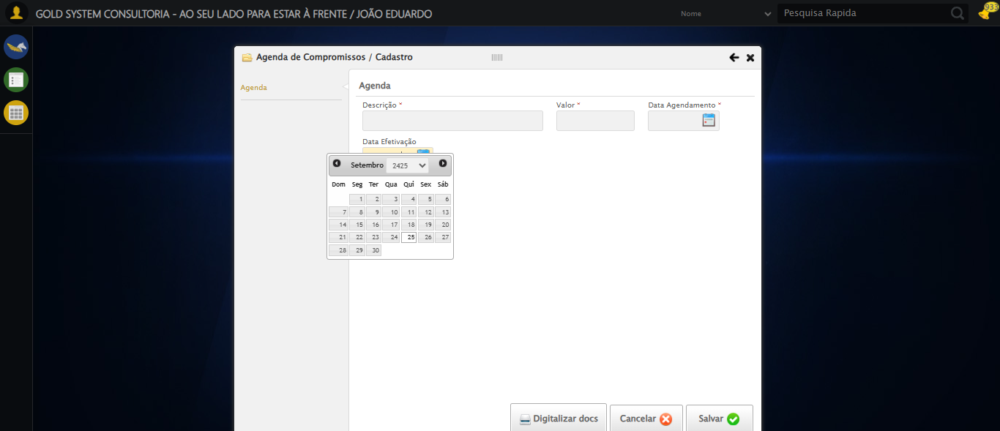 GOLD SYSTEM CONSULTORIA - AO SEU LADO PARA ESTAR À FRENTE / JOÃO EDUARDO Nome Pesquisa Rapida 933
Agenda de Compromissos / Cadastro
Agenda
Agenda
Descrição * Valor * Data Agendamento *
Data Efetivação
Setembro 2425
Dom Seg Ter Qua Qui Sex Sáb
1 2 3 4 5 6
7 8 9 10 11 12 13
14 15 16 17 18 19 20
21 22 23 24 25 26 27
28 29 30
Digitalizar docs Cancelar Salvar